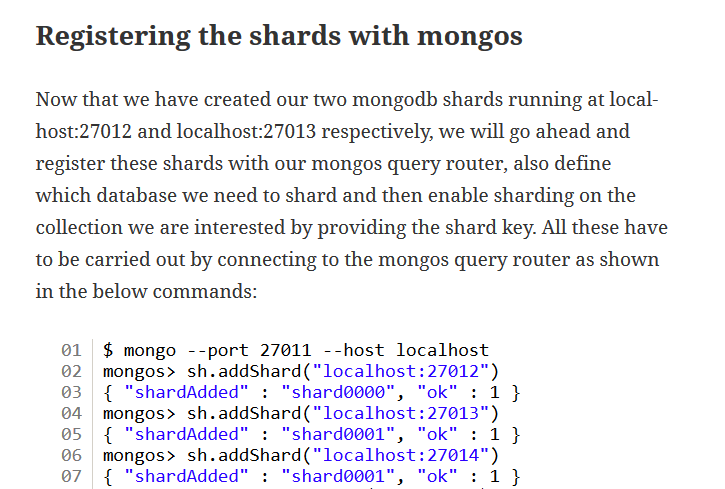 Registering the shards with mongos
Now that we have created our two mongodb shards running at local-
host:27012 and localhost:27013 respectively, we will go ahead and
register these shards with our mongos query router, also define
which database we need to shard and then enable sharding on the
collection we are interested by providing the shard key. All these have
to be carried out by connecting to the mongos query router as shown
in the below commands:
01 $ mongo --port 27011 --host localhost
02 mongos> sh.addShard("localhost:27012")
03 { "shardAdded" : "shard0000", "ok" : 1 }
04 mongos> sh.addShard("localhost:27013")
05 { "shardAdded" : "shard0001", "ok" : 1 }
06 mongos> sh.addShard("localhost:27014")
07 { "shardAdded" : "shard0001", "ok" : 1 }